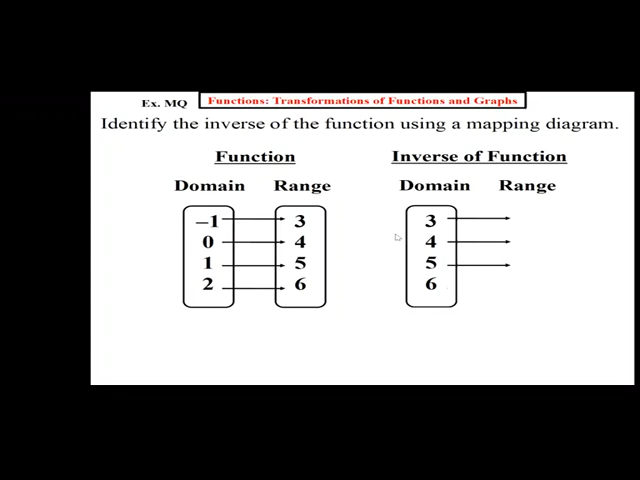 Ex. MQ Functions: Transformations of Functions and Graphs
Identify the inverse of the function using a mapping diagram.
Function Inverse of Function
Domain Range Domain Range
−1 3 3
0 4 4
1 5 5
2 6 6